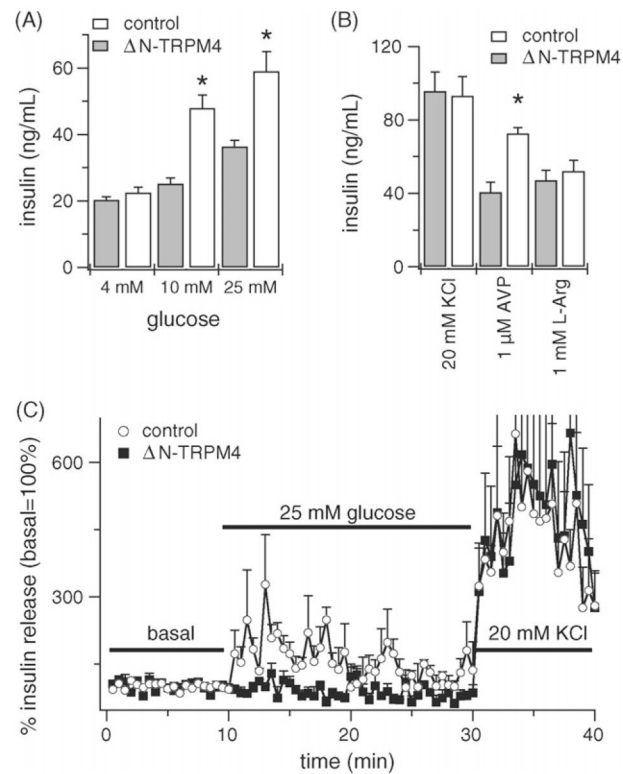 (A)
control
ΔN-TRPM4
insulin (ng/mL)
60
40
20
0
*
*
4 mM 10 mM 25 mM
glucose
(B)
control
ΔN-TRPM4
insulin (ng/mL)
120
80
40
0
*
20 mM KCl
1 µM AVP
1 mM L-Arg
(C)
control
ΔN-TRPM4
% insulin release (basal=100%)
600
300
25 mM glucose
basal
20 mM KCl
0 10 20 30 40
time (min)